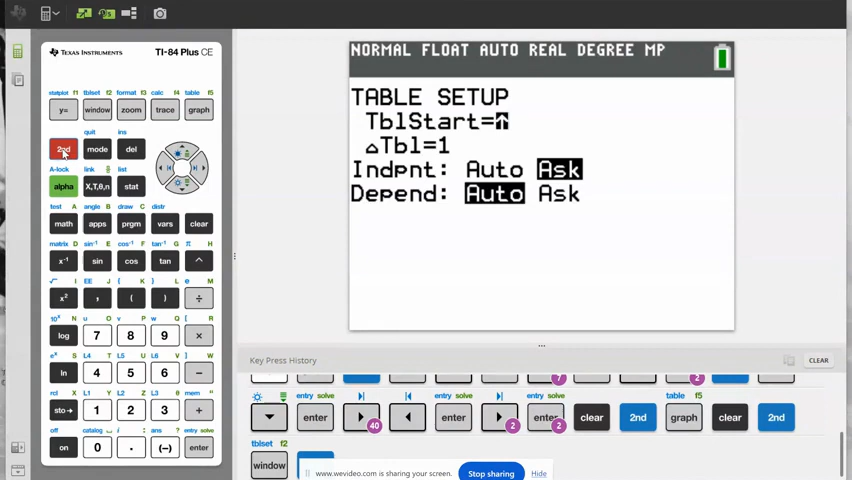 TEXAS INSTRUMENTS TI-84 Plus CE
statplot f1 tblset f2 format f3 calc f4 table f5
y= window zoom trace graph
quit ins
2nd mode del
A-lock link list
alpha X,T,θ,n stat
test A angle B draw C distr
math apps prgm vars clear
matrix D sin⁻¹ E cos⁻¹ F tan⁻¹ G π H
x⁻¹ sin cos tan ^
√ I EE J { K } L e M
x² , ( ) ÷
10ˣ N u O v P w Q [ R
log 7 8 9 ×
eˣ S L4 T L5 U L6 V ] W
ln 4 5 6 −
rcl X L1 Y L2 Z L3 θ mem "
sto→ 1 2 3 +
off catalog i : ans ? entry solve
on 0 . (−) enter
NORMAL FLOAT AUTO REAL DEGREE MP
TABLE SETUP
TblStart=↑
△Tbl=1
Indpnt: Auto Ask
Depend: Auto Ask
Key Press History CLEAR
7 2
entry solve entry solve entry solve table f5
enter 40 enter 2 enter 2 clear 2nd graph clear 2nd
tblset f2
window
www.wevideo.com is sharing your screen. Stop sharing Hide